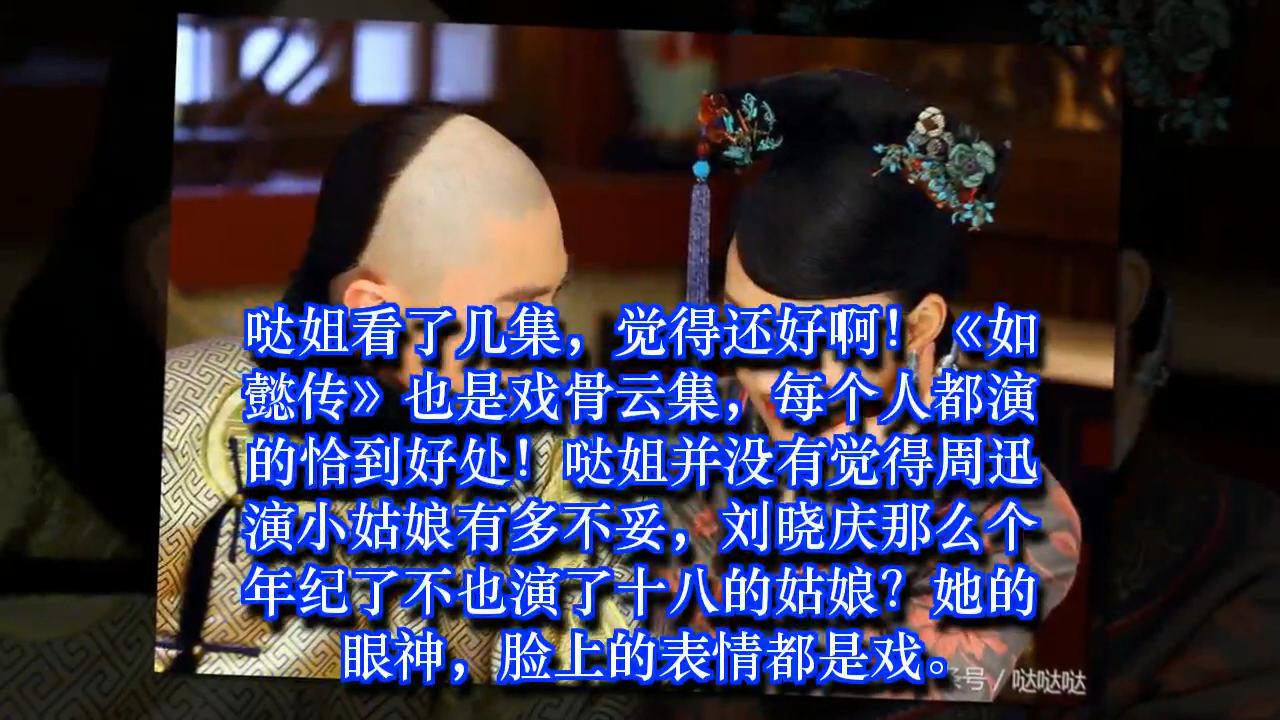 哒姐看了几集，觉得还好啊！《如
懿传》也是戏骨云集，每个人都演
的恰到好处！哒姐并没有觉得周迅
演小姑娘有多不妥，刘晓庆那么个
年纪了不也演了十八的姑娘？她的
眼神，脸上的表情都是戏。
号 / 哒哒哒